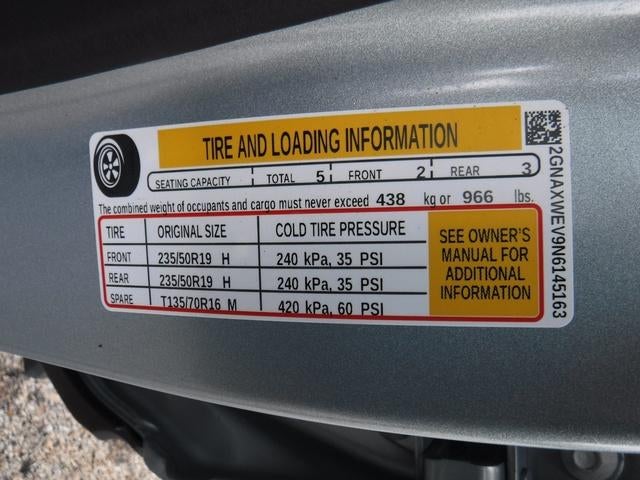 TIRE AND LOADING INFORMATION
SEATING CAPACITY TOTAL 5 FRONT 2 REAR 3
The combined weight of occupants and cargo must never exceed 438 kg or 966 lbs.
TIRE ORIGINAL SIZE COLD TIRE PRESSURE
FRONT 235/50R19 H 240 kPa, 35 PSI
REAR 235/50R19 H 240 kPa, 35 PSI
SPARE T135/70R16 M 420 kPa, 60 PSI
SEE OWNER'S
MANUAL FOR
ADDITIONAL
INFORMATION
2GNAXWEV9N6145163